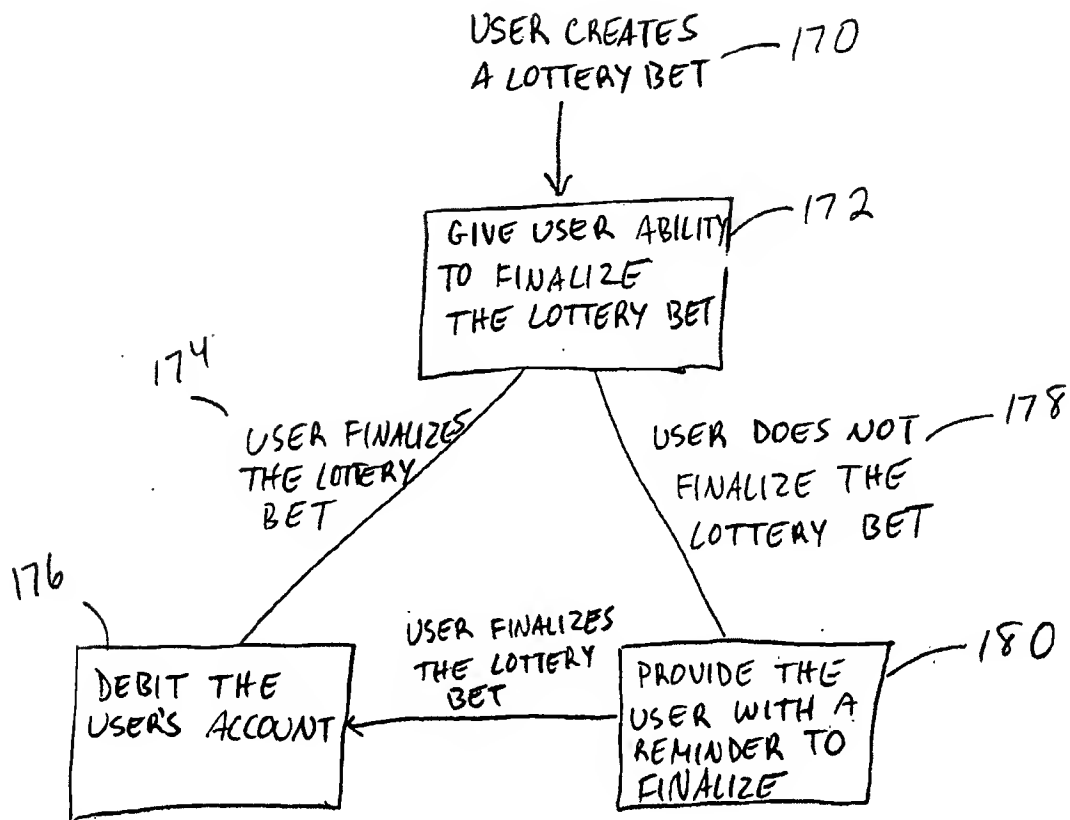 USER CREATES
A LOTTERY BET
170
GIVE USER ABILITY
TO FINALIZE
THE LOTTERY BET
172
174
USER FINALIZES
THE LOTTERY
BET
USER DOES NOT
FINALIZE THE
LOTTERY BET
178
176
DEBIT THE
USER'S ACCOUNT
USER FINALIZES
THE LOTTERY
BET
PROVIDE THE
USER WITH A
REMINDER TO
FINALIZE
180